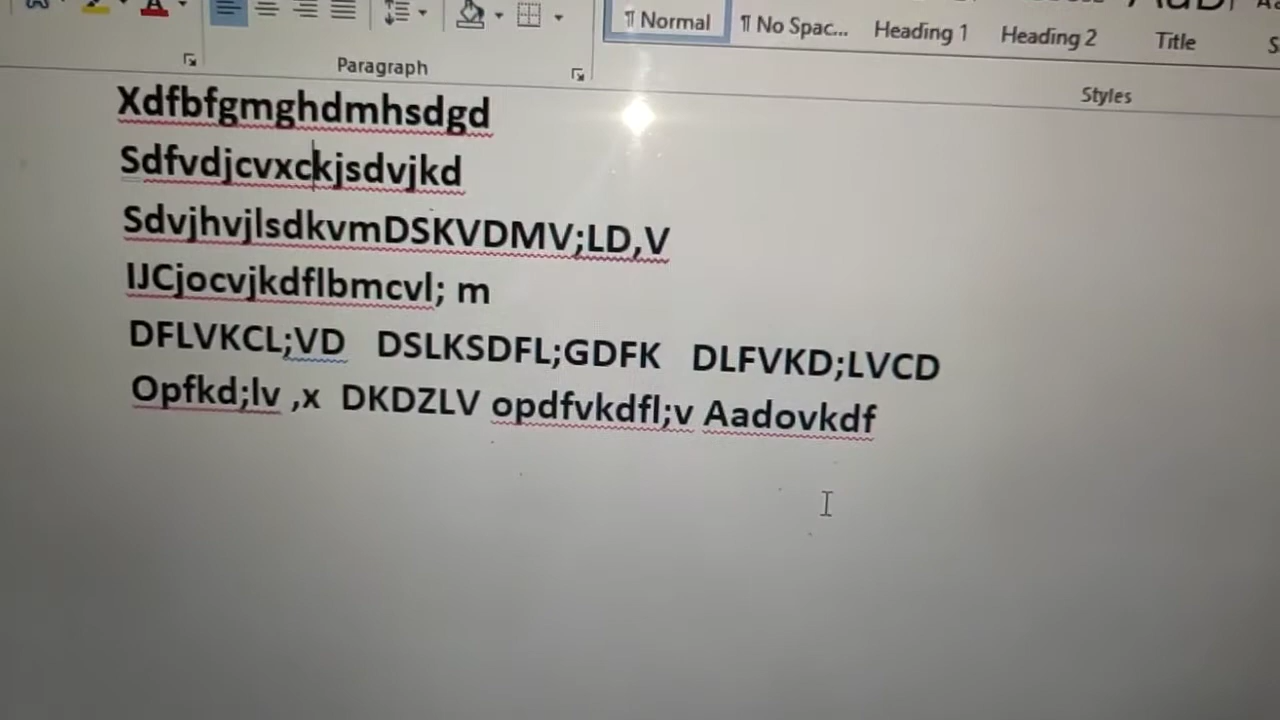 ¶ Normal ¶ No Spac... Heading 1 Heading 2 Title
Paragraph Styles
Xdfbfgmghdmhsdgd
Sdfvdjcvxckjsdvjkd
SdvjhvjlsdkvmDSKVDMV;LD,V
IJCjocvjkdflbmcvl; m
DFLVKCL;VD DSLKSDFL;GDFK DLFVKD;LVCD
Opfkd;lv ,x DKDZLV opdfvkdfl;v Aadovkdf